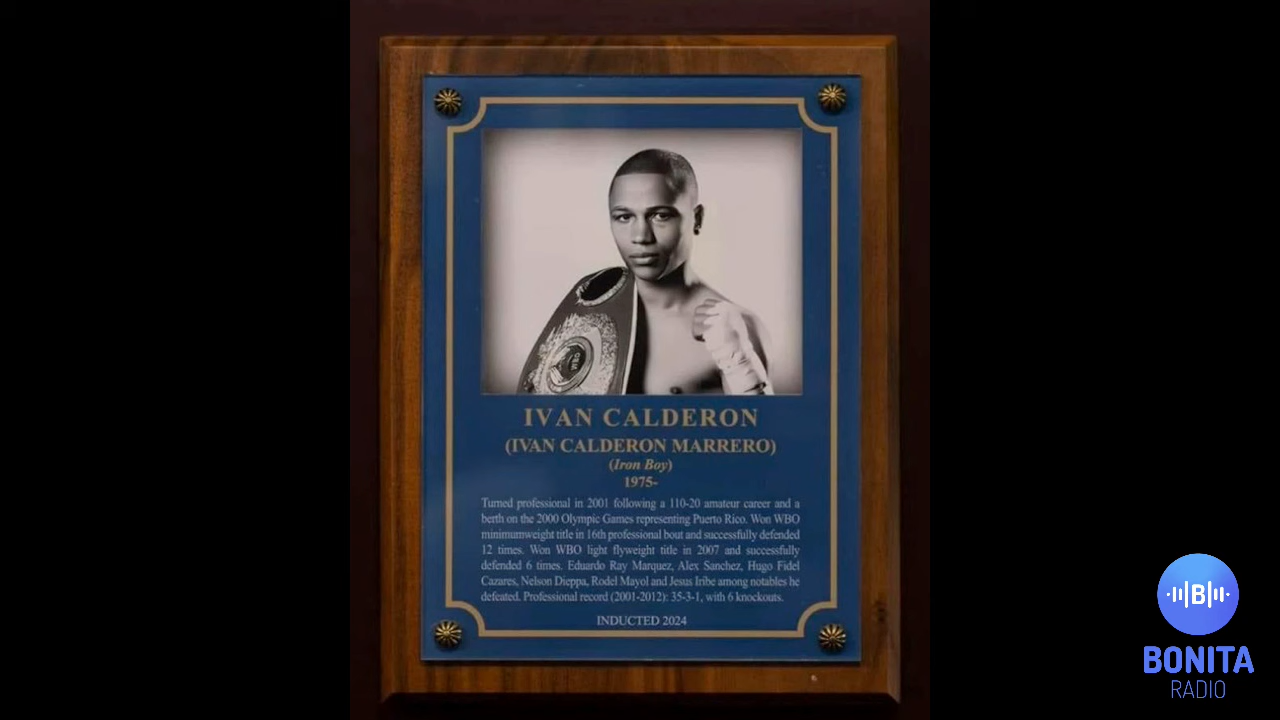 IVAN CALDERON
(IVAN CALDERON MARRERO)
(Iron Boy)
1975-
Turned professional in 2001 following a 110-20 amateur career and a
berth on the 2000 Olympic Games representing Puerto Rico. Won WBO
minimumweight title in 16th professional bout and successfully defended
12 times. Won WBO light flyweight title in 2007 and successfully
defended 6 times. Eduardo Ray Marquez, Alex Sanchez, Hugo Fidel
Cazares, Nelson Dieppa, Rodel Mayol and Jesus Iribe among notables he
defeated. Professional record (2001-2012): 35-3-1, with 6 knockouts.
INDUCTED 2024
B
BONITA
RADIO